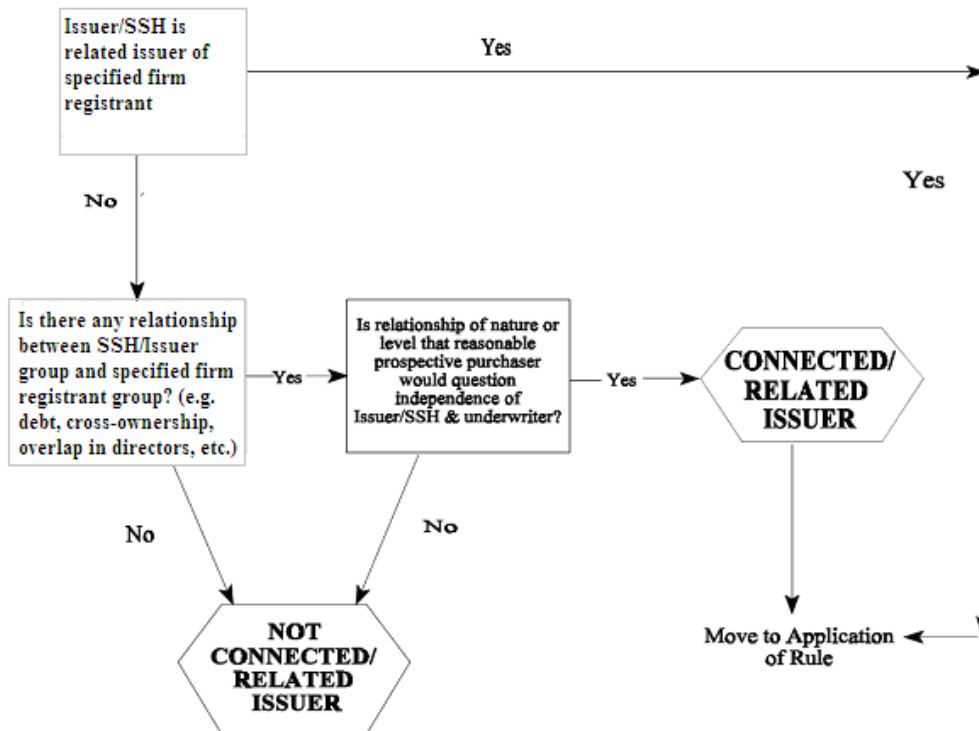 Issuer/SSH is
related issuer of
specified firm
registrant
Yes
Yes
No
Is there any relationship
between SSH/Issuer
group and specified firm
registrant group? (e.g.
debt, cross-ownership,
overlap in directors, etc.)
Yes
Is relationship of nature or
level that reasonable
prospective purchaser
would question
independence of
Issuer/SSH & underwriter?
Yes
CONNECTED/
RELATED
ISSUER
No
No
NOT
CONNECTED/
RELATED
ISSUER
Move to Application
of Rule